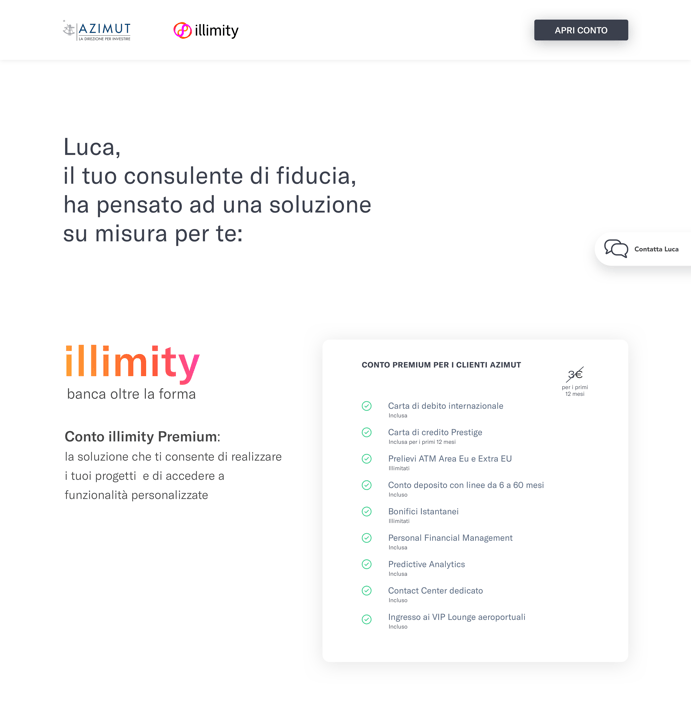 AZIMUT
LA DIREZIONE PER INVESTIRE
illimity
APRI CONTO
Luca,
il tuo consulente di fiducia,
ha pensato ad una soluzione
su misura per te:
Contatta Luca
illimity
banca oltre la forma
Conto illimity Premium:
la soluzione che ti consente di realizzare
i tuoi progetti e di accedere a
funzionalità personalizzate
CONTO PREMIUM PER I CLIENTI AZIMUT
3€
per i primi
12 mesi
Carta di debito internazionale
Inclusa
Carta di credito Prestige
Inclusa per i primi 12 mesi
Prelievi ATM Area Eu e Extra EU
Illimitati
Conto deposito con linee da 6 a 60 mesi
Incluso
Bonifici Istantanei
Illimitati
Personal Financial Management
Inclusa
Predictive Analytics
Inclusa
Contact Center dedicato
Incluso
Ingresso ai VIP Lounge aeroportuali
Incluso